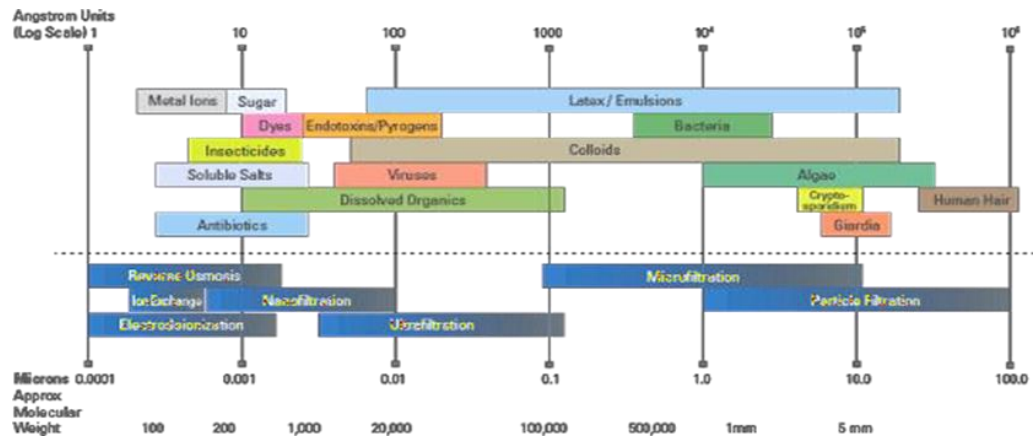 Angstrom Units
(Log Scale) 1 10 100 1000 10⁴ 10⁵ 10⁶
Metal Ions Sugar Latex / Emulsions
Dyes Endotoxins/Pyrogens Bacteria
Insecticides Colloids
Soluble Salts Viruses Algae
Dissolved Organics Crypto-
sporidium Human Hair
Antibiotics Giardia
Reverse Osmosis Microfiltration
Ion Exchange Nanofiltration Particle Filtration
Electrodeionization Ultrafiltration
Microns 0.0001 0.001 0.01 0.1 1.0 10.0 100.0
Approx
Molecular
Weight 100 200 1,000 20,000 100,000 500,000 1mm 5 mm